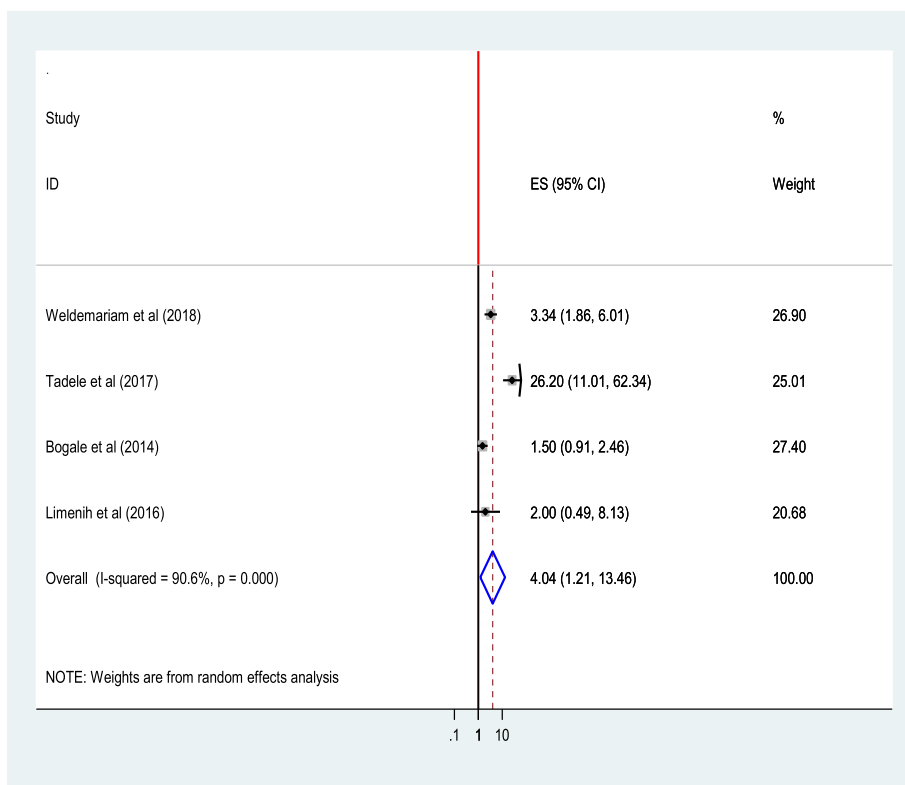 .
Study %
ID ES (95% CI) Weight
Weldemariam et al (2018) 3.34 (1.86, 6.01) 26.90
Tadele et al (2017) 26.20 (11.01, 62.34) 25.01
Bogale et al (2014) 1.50 (0.91, 2.46) 27.40
Limenih et al (2016) 2.00 (0.49, 8.13) 20.68
Overall (I-squared = 90.6%, p = 0.000) 4.04 (1.21, 13.46) 100.00
NOTE: Weights are from random effects analysis
.1 1 10